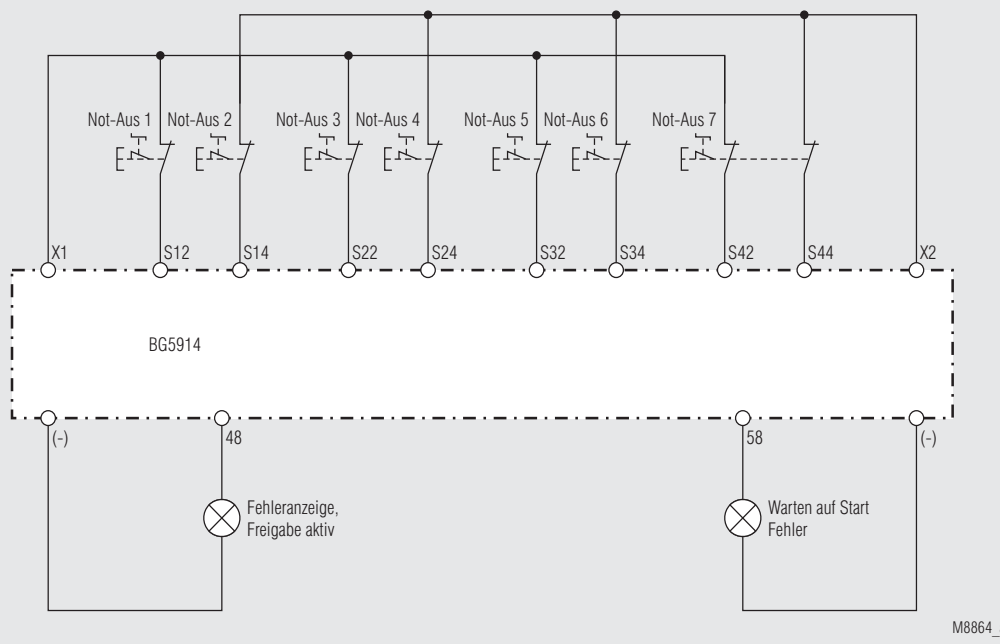 Not-Aus 1 Not-Aus 2 Not-Aus 3 Not-Aus 4 Not-Aus 5 Not-Aus 6 Not-Aus 7
X1 S12 S14 S22 S24 S32 S34 S42 S44 X2
BG5914
(-) 48 58 (-)
Fehleranzeige,
Freigabe aktiv
Warten auf Start
Fehler
M8864_